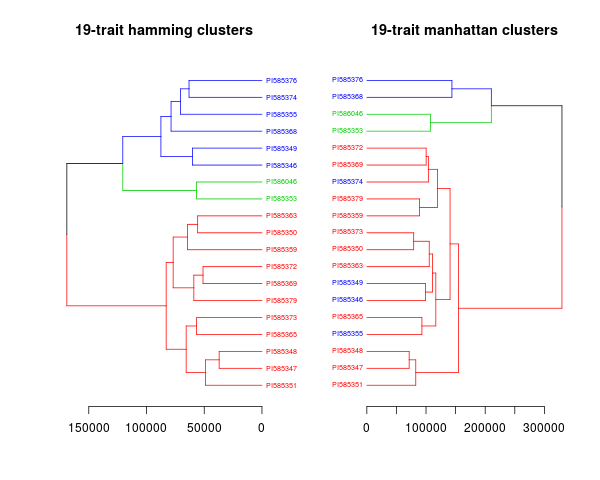 19-trait hamming clusters
PI585376
PI585374
PI585355
PI585368
PI585349
PI585346
PI586046
PI585353
PI585363
PI585350
PI585359
PI585372
PI585369
PI585379
PI585373
PI585365
PI585348
PI585347
PI585351
150000 100000 50000 0
19-trait manhattan clusters
PI585376
PI585368
PI586046
PI585353
PI585372
PI585369
PI585374
PI585379
PI585359
PI585373
PI585350
PI585363
PI585349
PI585346
PI585365
PI585355
PI585348
PI585347
PI585351
0 100000 200000 300000